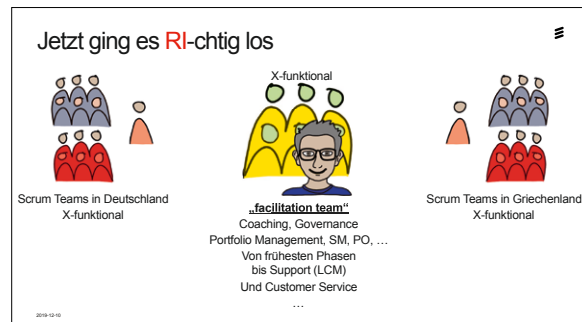 Jetzt ging es RI-chtig los
X-funktional
Scrum Teams in Deutschland
X-funktional
„facilitation team“
Coaching, Governance
Portfolio Management, SM, PO, …
Von frühesten Phasen
bis Support (LCM)
Und Customer Service
…
Scrum Teams in Griechenland
X-funktional
2019-12-10